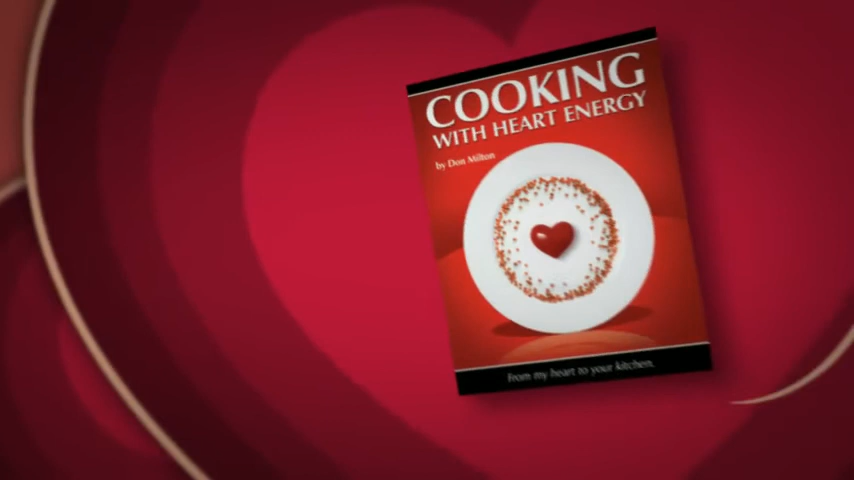 COOKING
WITH HEART ENERGY
by Don Milton
From my heart to your kitchen.